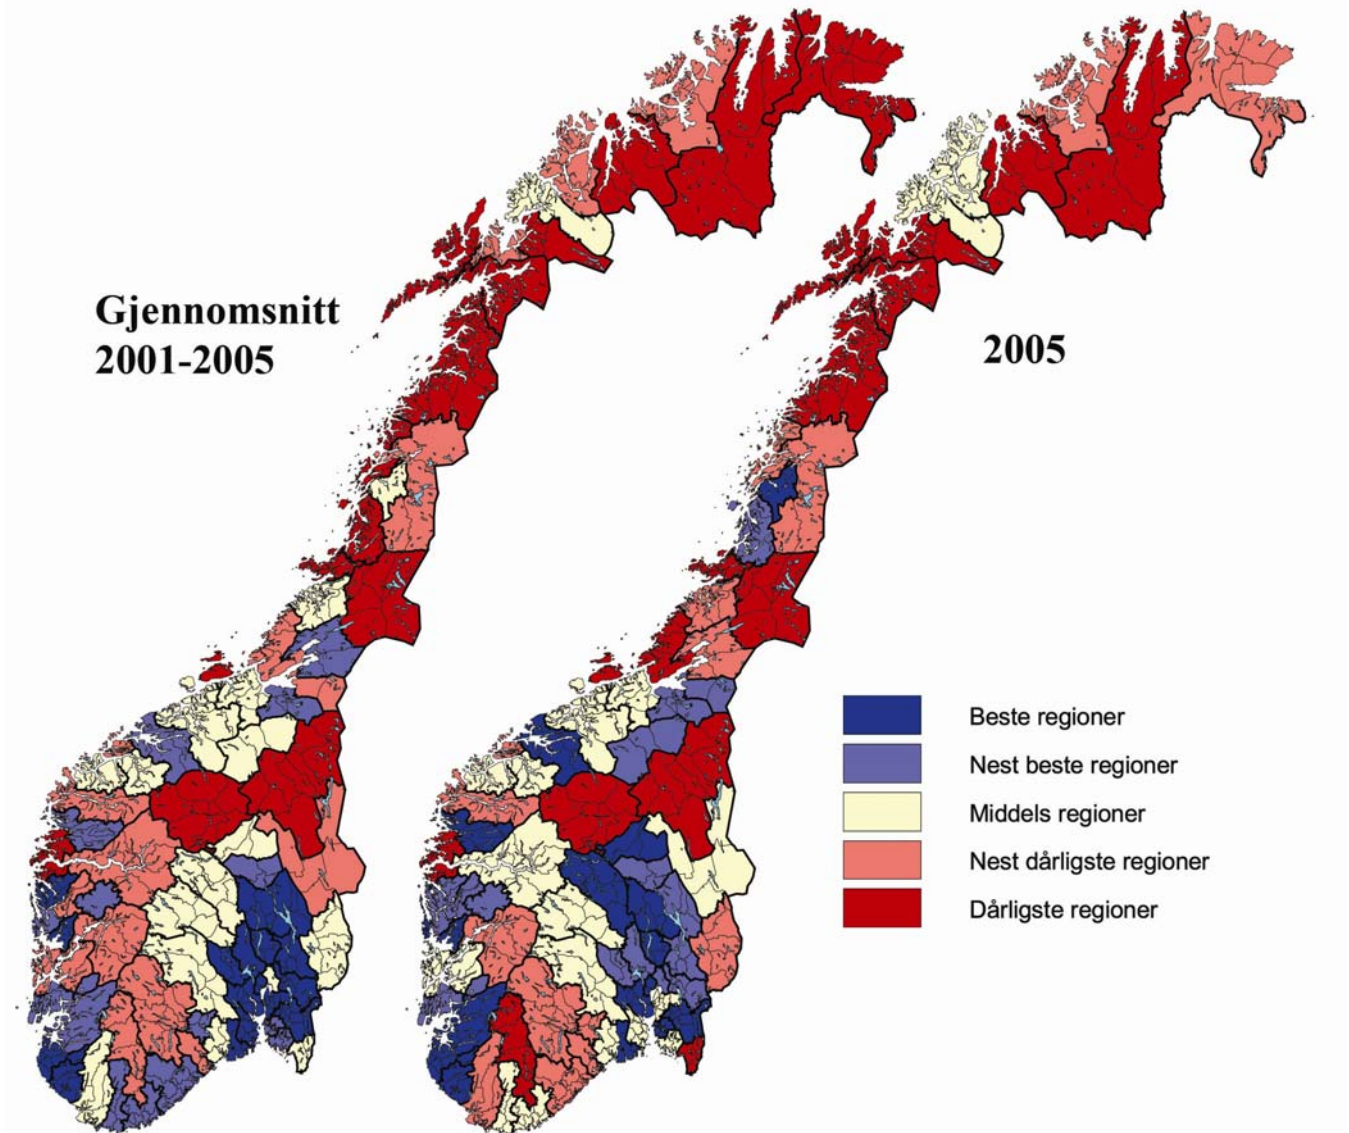 Gjennomsnitt
2001-2005
2005
Beste regioner
Nest beste regioner
Middels regioner
Nest dårligste regioner
Dårligste regioner